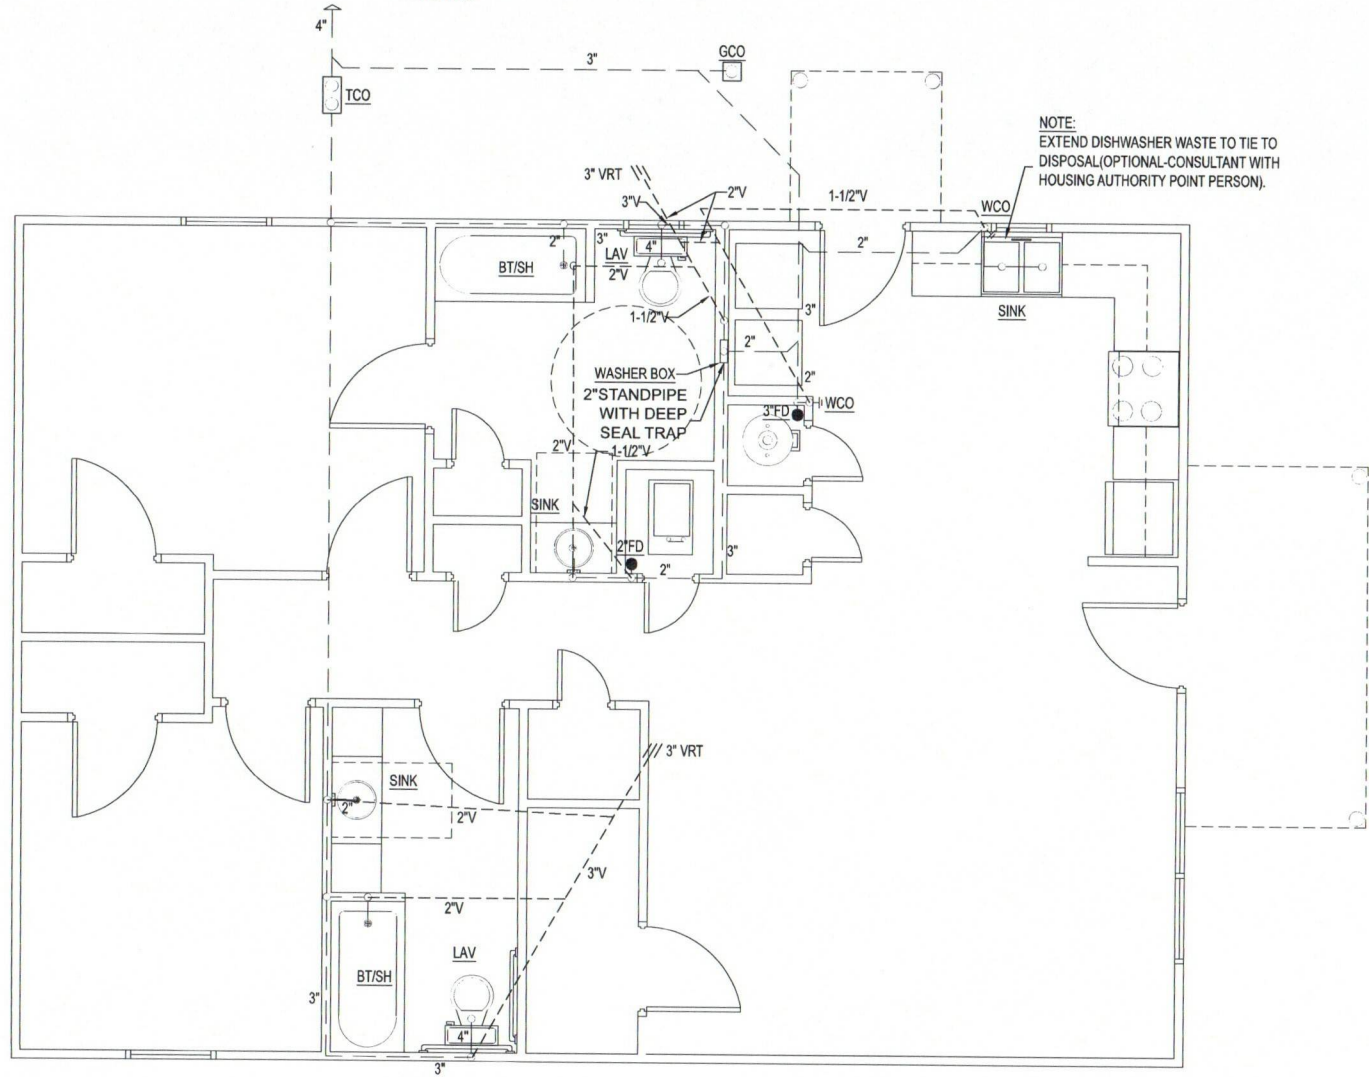 4"
3"
GCO
TCO
NOTE:
EXTEND DISHWASHER WASTE TO TIE TO
DISPOSAL(OPTIONAL-CONSULTANT WITH
HOUSING AUTHORITY POINT PERSON).
3" VRT
3"V
2"V
1-1/2"V
WCO
2"
3"
4"
2"
LAV
2"V
BT/SH
SINK
3"
1-1/2"V
2"
WASHER BOX
2"STANDPIPE
WITH DEEP
SEAL TRAP
2"
3"FD
WCO
2"V
1-1/2"V
SINK
2"FD
2"
3"
3" VRT
SINK
2"
2"V
3"V
2"V
LAV
BT/SH
3"
4"
3"